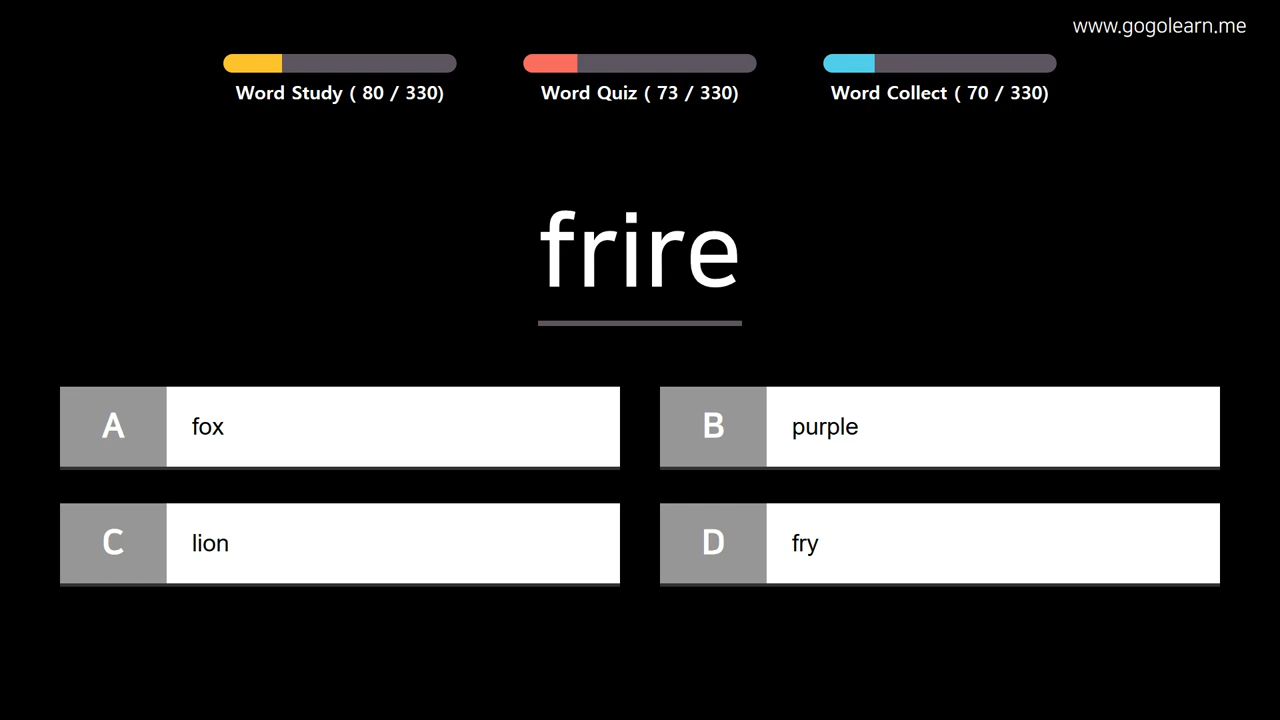 www.gogolearn.me
Word Study ( 80 / 330)
Word Quiz ( 73 / 330)
Word Collect ( 70 / 330)
frire
A fox
B purple
C lion
D fry